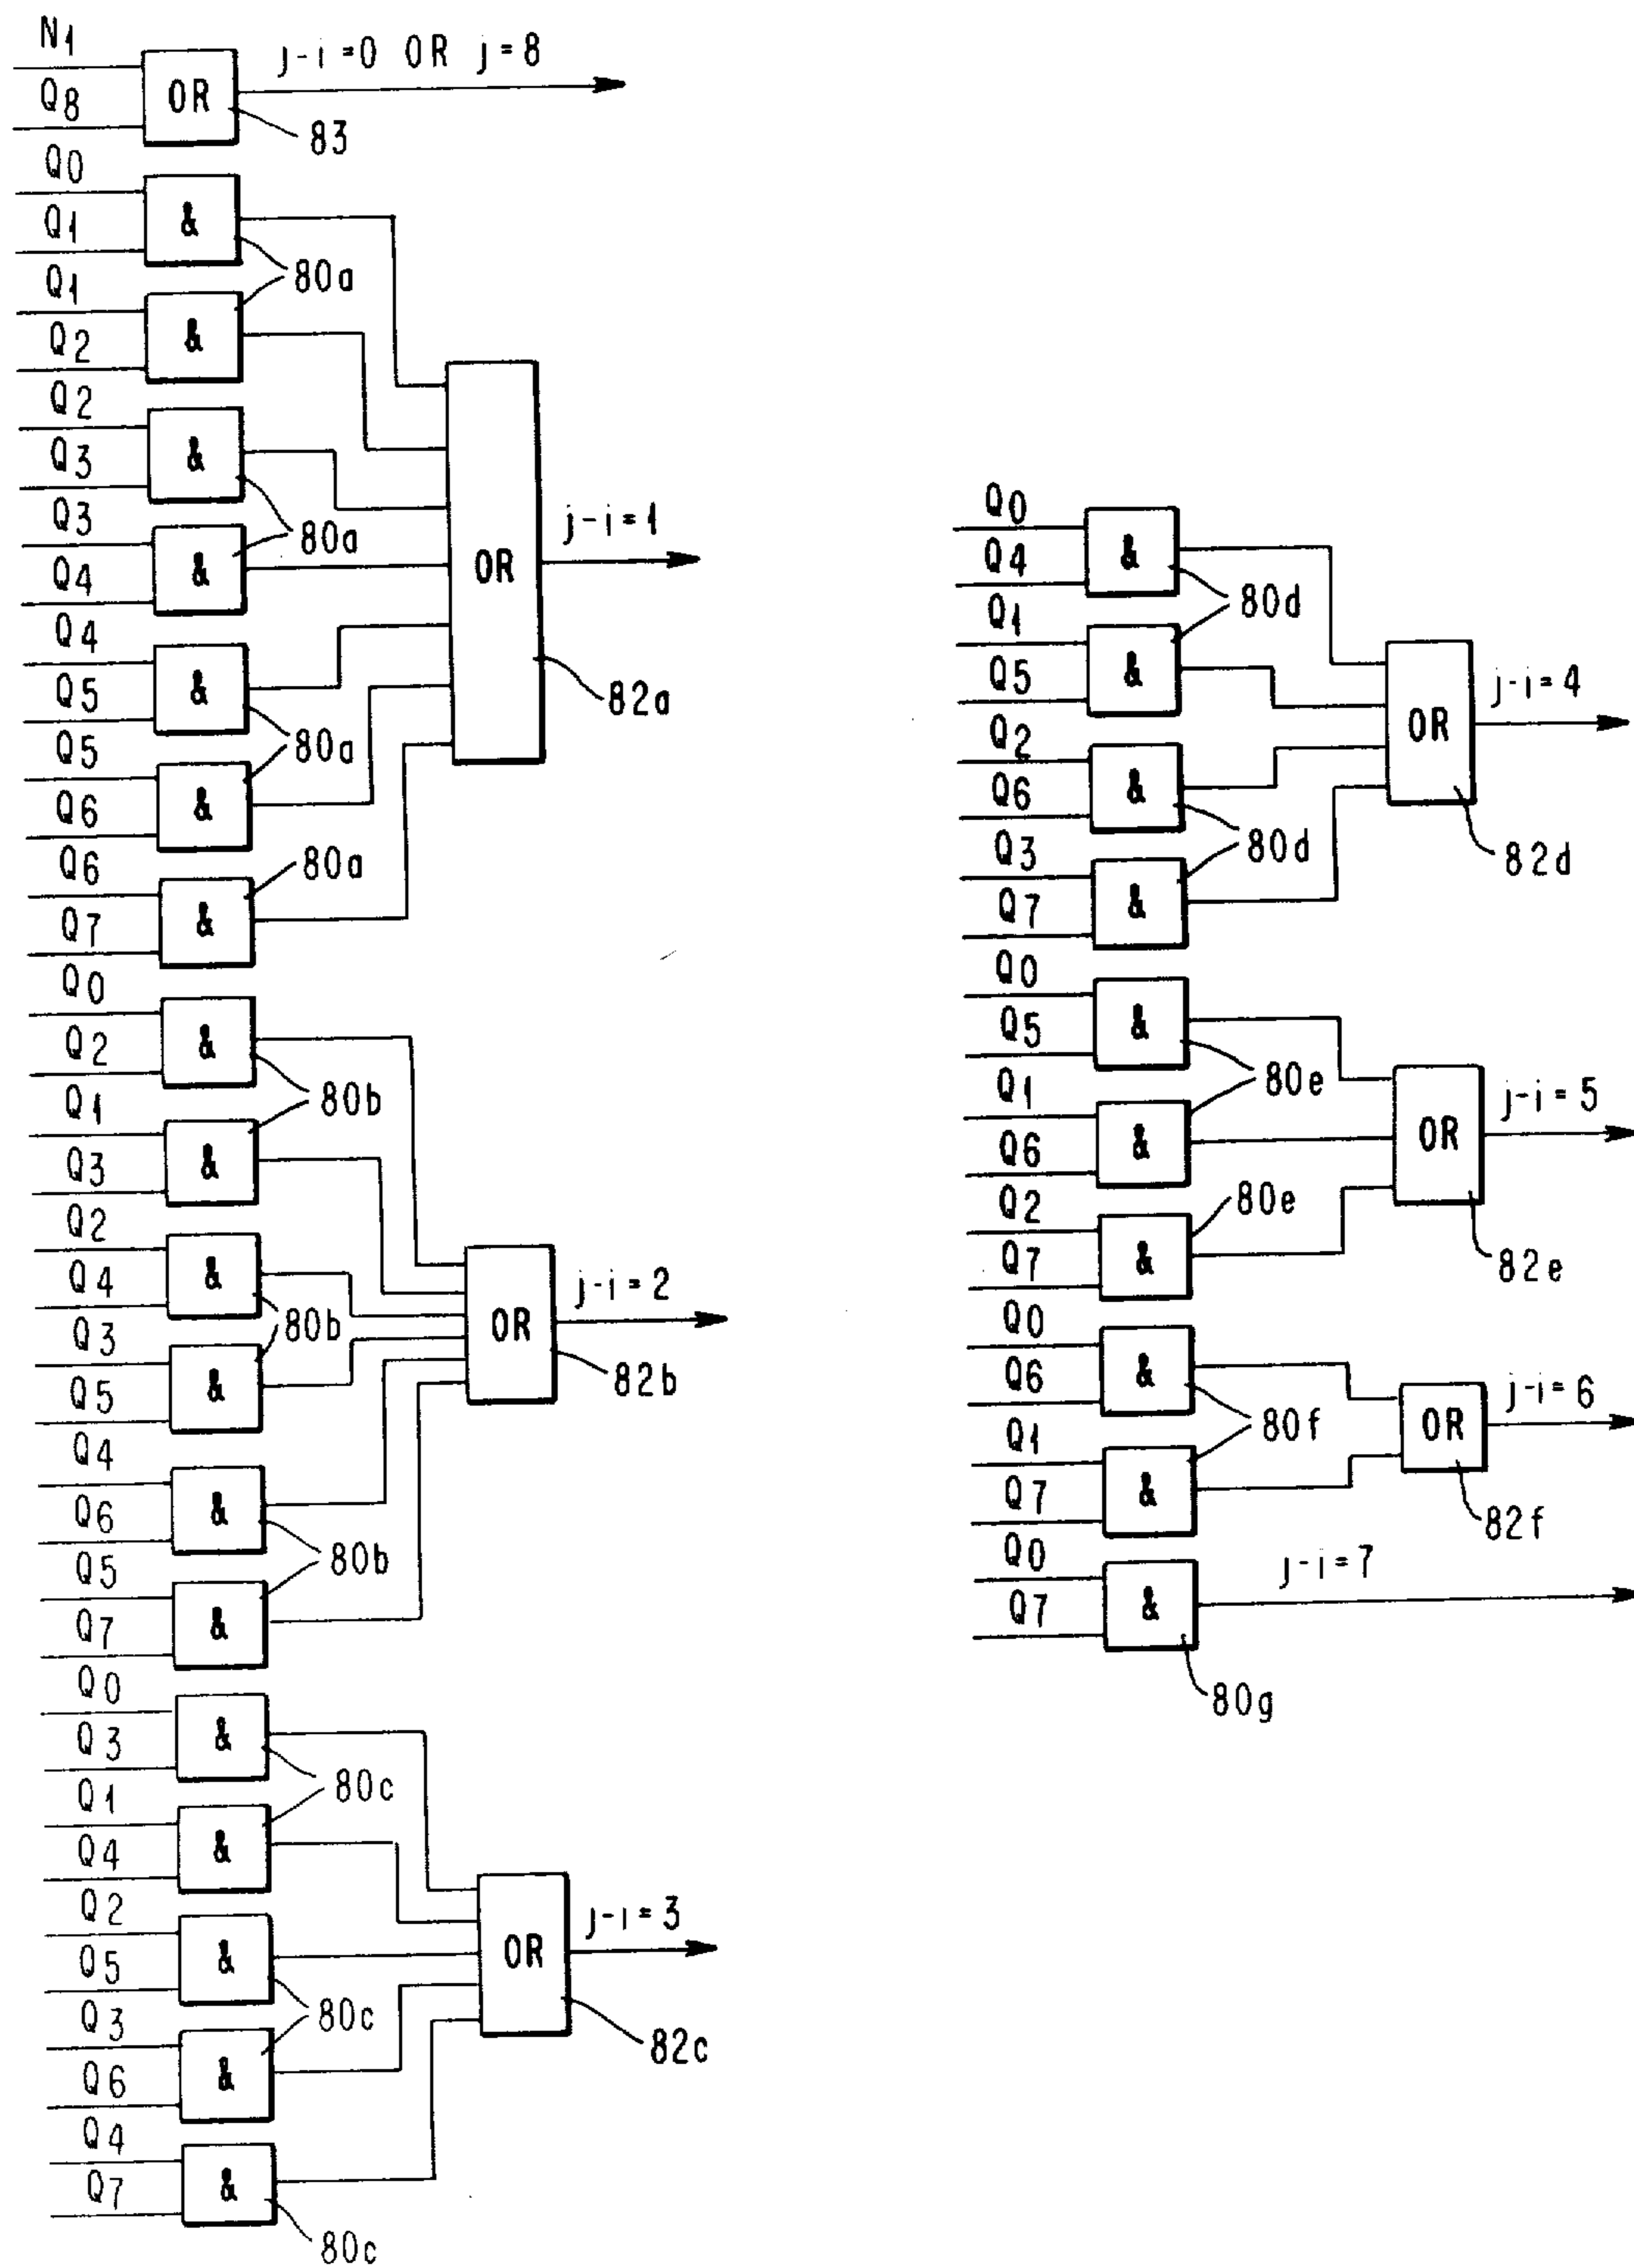 N1
Q8
OR
j-i=0 OR j=8
83
Q0
Q1
&
80a
Q1
Q2
&
Q2
Q3
&
80a
Q3
Q4
&
OR
j-i=1
82a
Q4
Q5
&
80a
Q5
Q6
&
Q6
Q7
&
80a
Q0
Q2
&
80b
Q1
Q3
&
Q2
Q4
&
80b
OR
j-i=2
82b
Q3
Q5
&
Q4
Q6
&
80b
Q5
Q7
&
Q0
Q3
&
80c
Q1
Q4
&
Q2
Q5
&
80c
OR
j-i=3
82c
Q3
Q6
&
Q4
Q7
&
80c
Q0
Q4
&
80d
Q1
Q5
&
OR
j-i=4
82d
Q2
Q6
&
80d
Q3
Q7
&
Q0
Q5
&
80e
Q1
Q6
&
OR
j-i=5
82e
Q2
Q7
&
80e
Q0
Q6
&
80f
OR
j-i=6
82f
Q1
Q7
&
Q0
Q7
&
j-i=7
80g